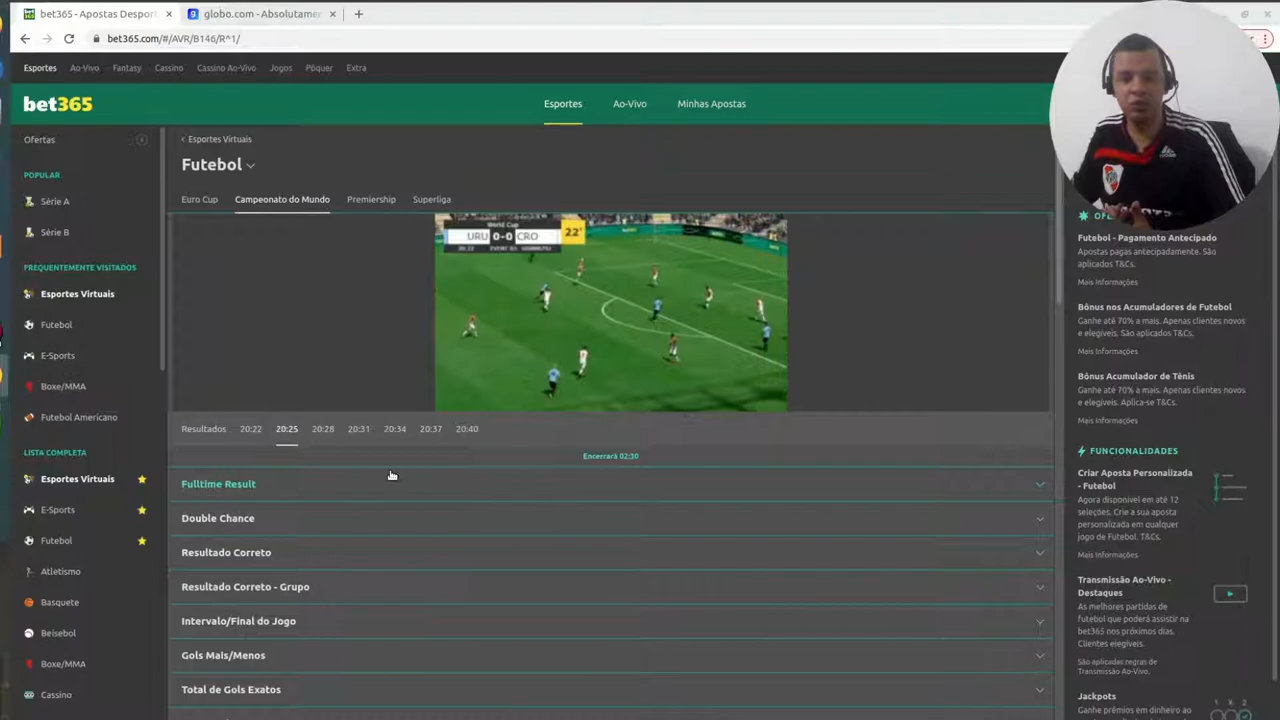 bet365 - Apostas Desport
globo.com - Absolutame
bet365.com/#/AVR/B146/R^1/
Esportes Ao-Vivo Fantasy Cassino Cassino Ao-Vivo Jogos Pôquer Extra
bet365
Esportes Ao-Vivo Minhas Apostas
Ofertas
POPULAR
Série A
Série B
FREQUENTEMENTE VISITADOS
Esportes Virtuais
Futebol
E-Sports
Boxe/MMA
Futebol Americano
LISTA COMPLETA
Esportes Virtuais
E-Sports
Futebol
Atletismo
Basquete
Beisebol
Boxe/MMA
Cassino
Esportes Virtuais
Futebol
Euro Cup Campeonato do Mundo Premiership Superliga
World Cup
URU 0-0 CRO 22'
Resultados 20:22 20:25 20:28 20:31 20:34 20:37 20:40
Encerrará 02:30
Fulltime Result
Double Chance
Resultado Correto
Resultado Correto - Grupo
Intervalo/Final do Jogo
Gols Mais/Menos
Total de Gols Exatos
Futebol - Pagamento Antecipado
Apostas pagas antecipadamente. São
aplicados T&Cs.
Mais Informações
Bônus nos Acumuladores de Futebol
Ganhe até 70% a mais. Apenas clientes novos
e elegíveis. São aplicados T&Cs.
Mais Informações
Bônus Acumulador de Tênis
Ganhe até 70% a mais. Apenas clientes novos
e elegíveis. Aplica-se T&Cs.
Mais Informações
FUNCIONALIDADES
Criar Aposta Personalizada
- Futebol
Agora disponível em até 12
seleções. Crie a sua aposta
personalizada em qualquer
jogo de Futebol. T&Cs.
Mais Informações
Transmissão Ao-Vivo -
Destaques
As melhores partidas de
futebol que poderá assistir na
bet365 nos próximos dias.
Clientes elegíveis.
São aplicadas regras de
Transmissão Ao-Vivo.
Jackpots
Ganhe prêmios em dinheiro ao
1 X 2